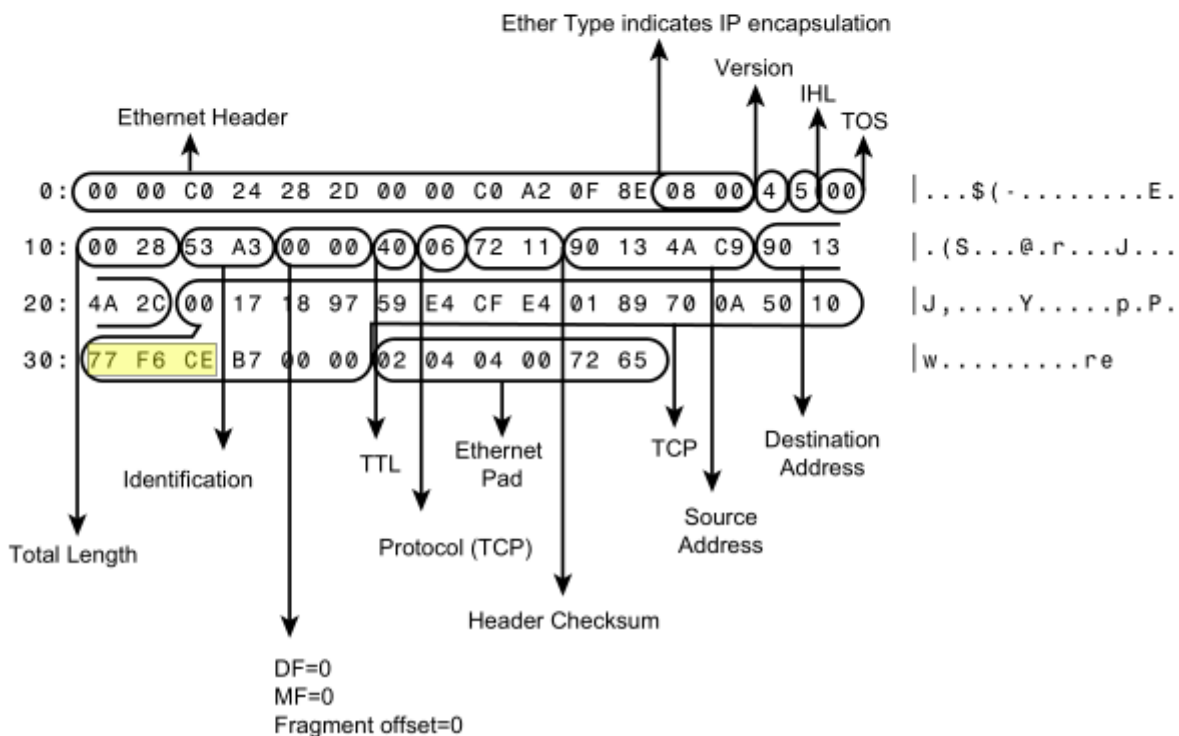 Ether Type indicates IP encapsulation
Version
IHL
Ethernet Header
TOS
0: 00 00 C0 24 28 2D 00 00 C0 A2 0F 8E 08 00 4 5 00 |...$(-........E.
10: 00 28 53 A3 00 00 40 06 72 11 90 13 4A C9 90 13 |.(S...@.r...J...
20: 4A 2C 00 17 18 97 59 E4 CF E4 01 89 70 0A 50 10 |J,....Y.....p.P.
30: 77 F6 CE B7 00 00 02 04 04 00 72 65 |w.........re
Identification
TTL
Ethernet
Pad
TCP
Destination
Address
Total Length
Protocol (TCP)
Source
Address
Header Checksum
DF=0
MF=0
Fragment offset=0